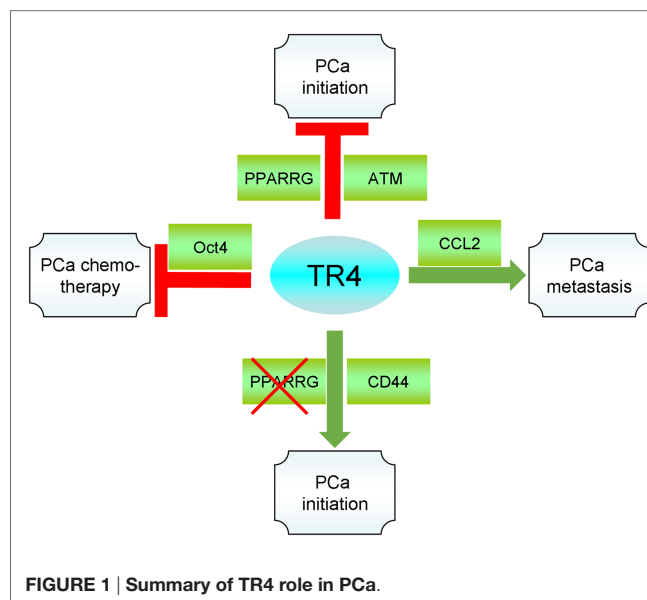 PCa
initiation
PPARRG
ATM
Oct4
CCL2
PCa chemo-
therapy
TR4
PCa
metastasis
PPARRG
CD44
PCa
initiation
FIGURE 1 | Summary of TR4 role in PCa.